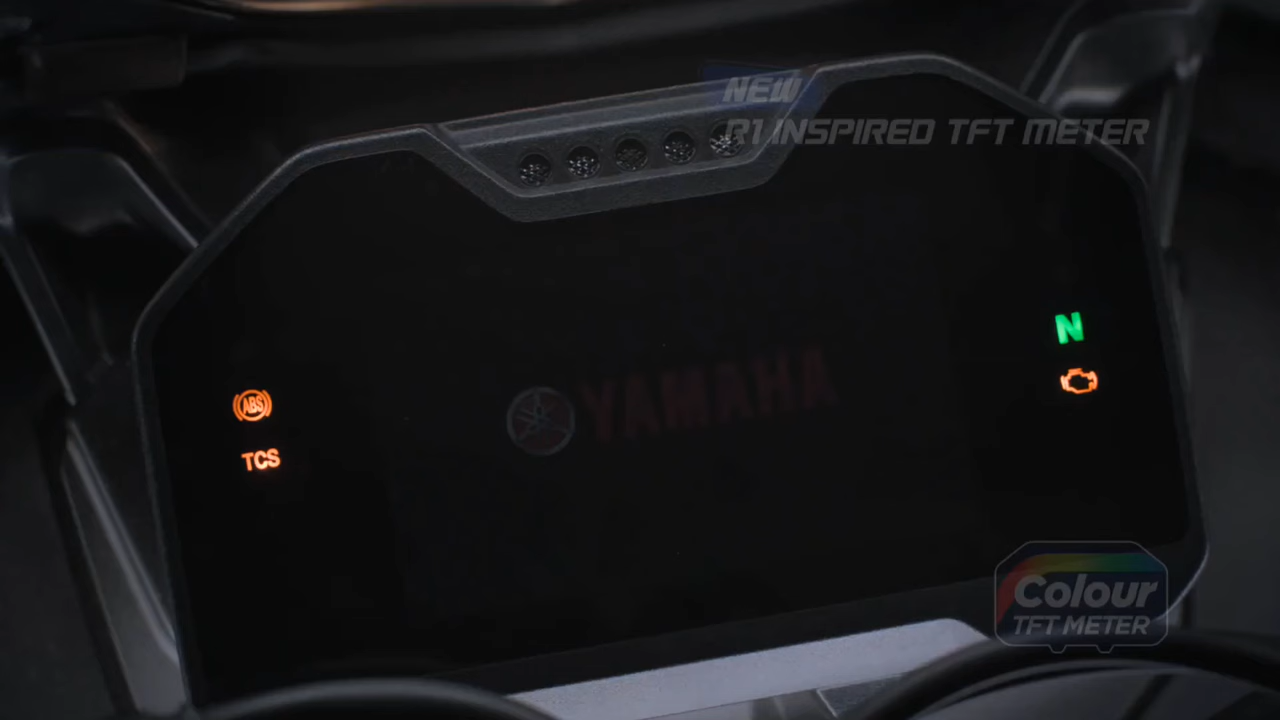 NEW
R1 INSPIRED TFT METER
N
ABS
YAMAHA
TCS
Colour
TFT METER